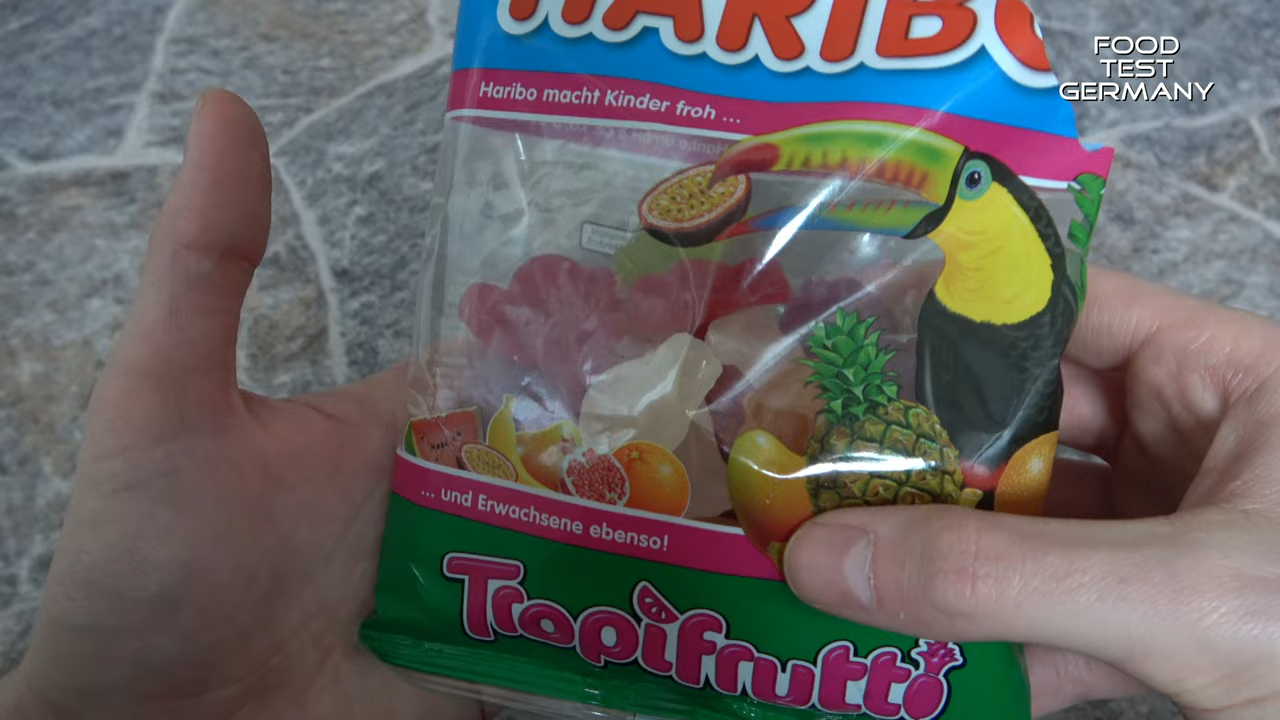 HARIBO
FOOD
TEST
GERMANY
Haribo macht Kinder froh ...
... und Erwachsene ebenso!
Tropifrutti